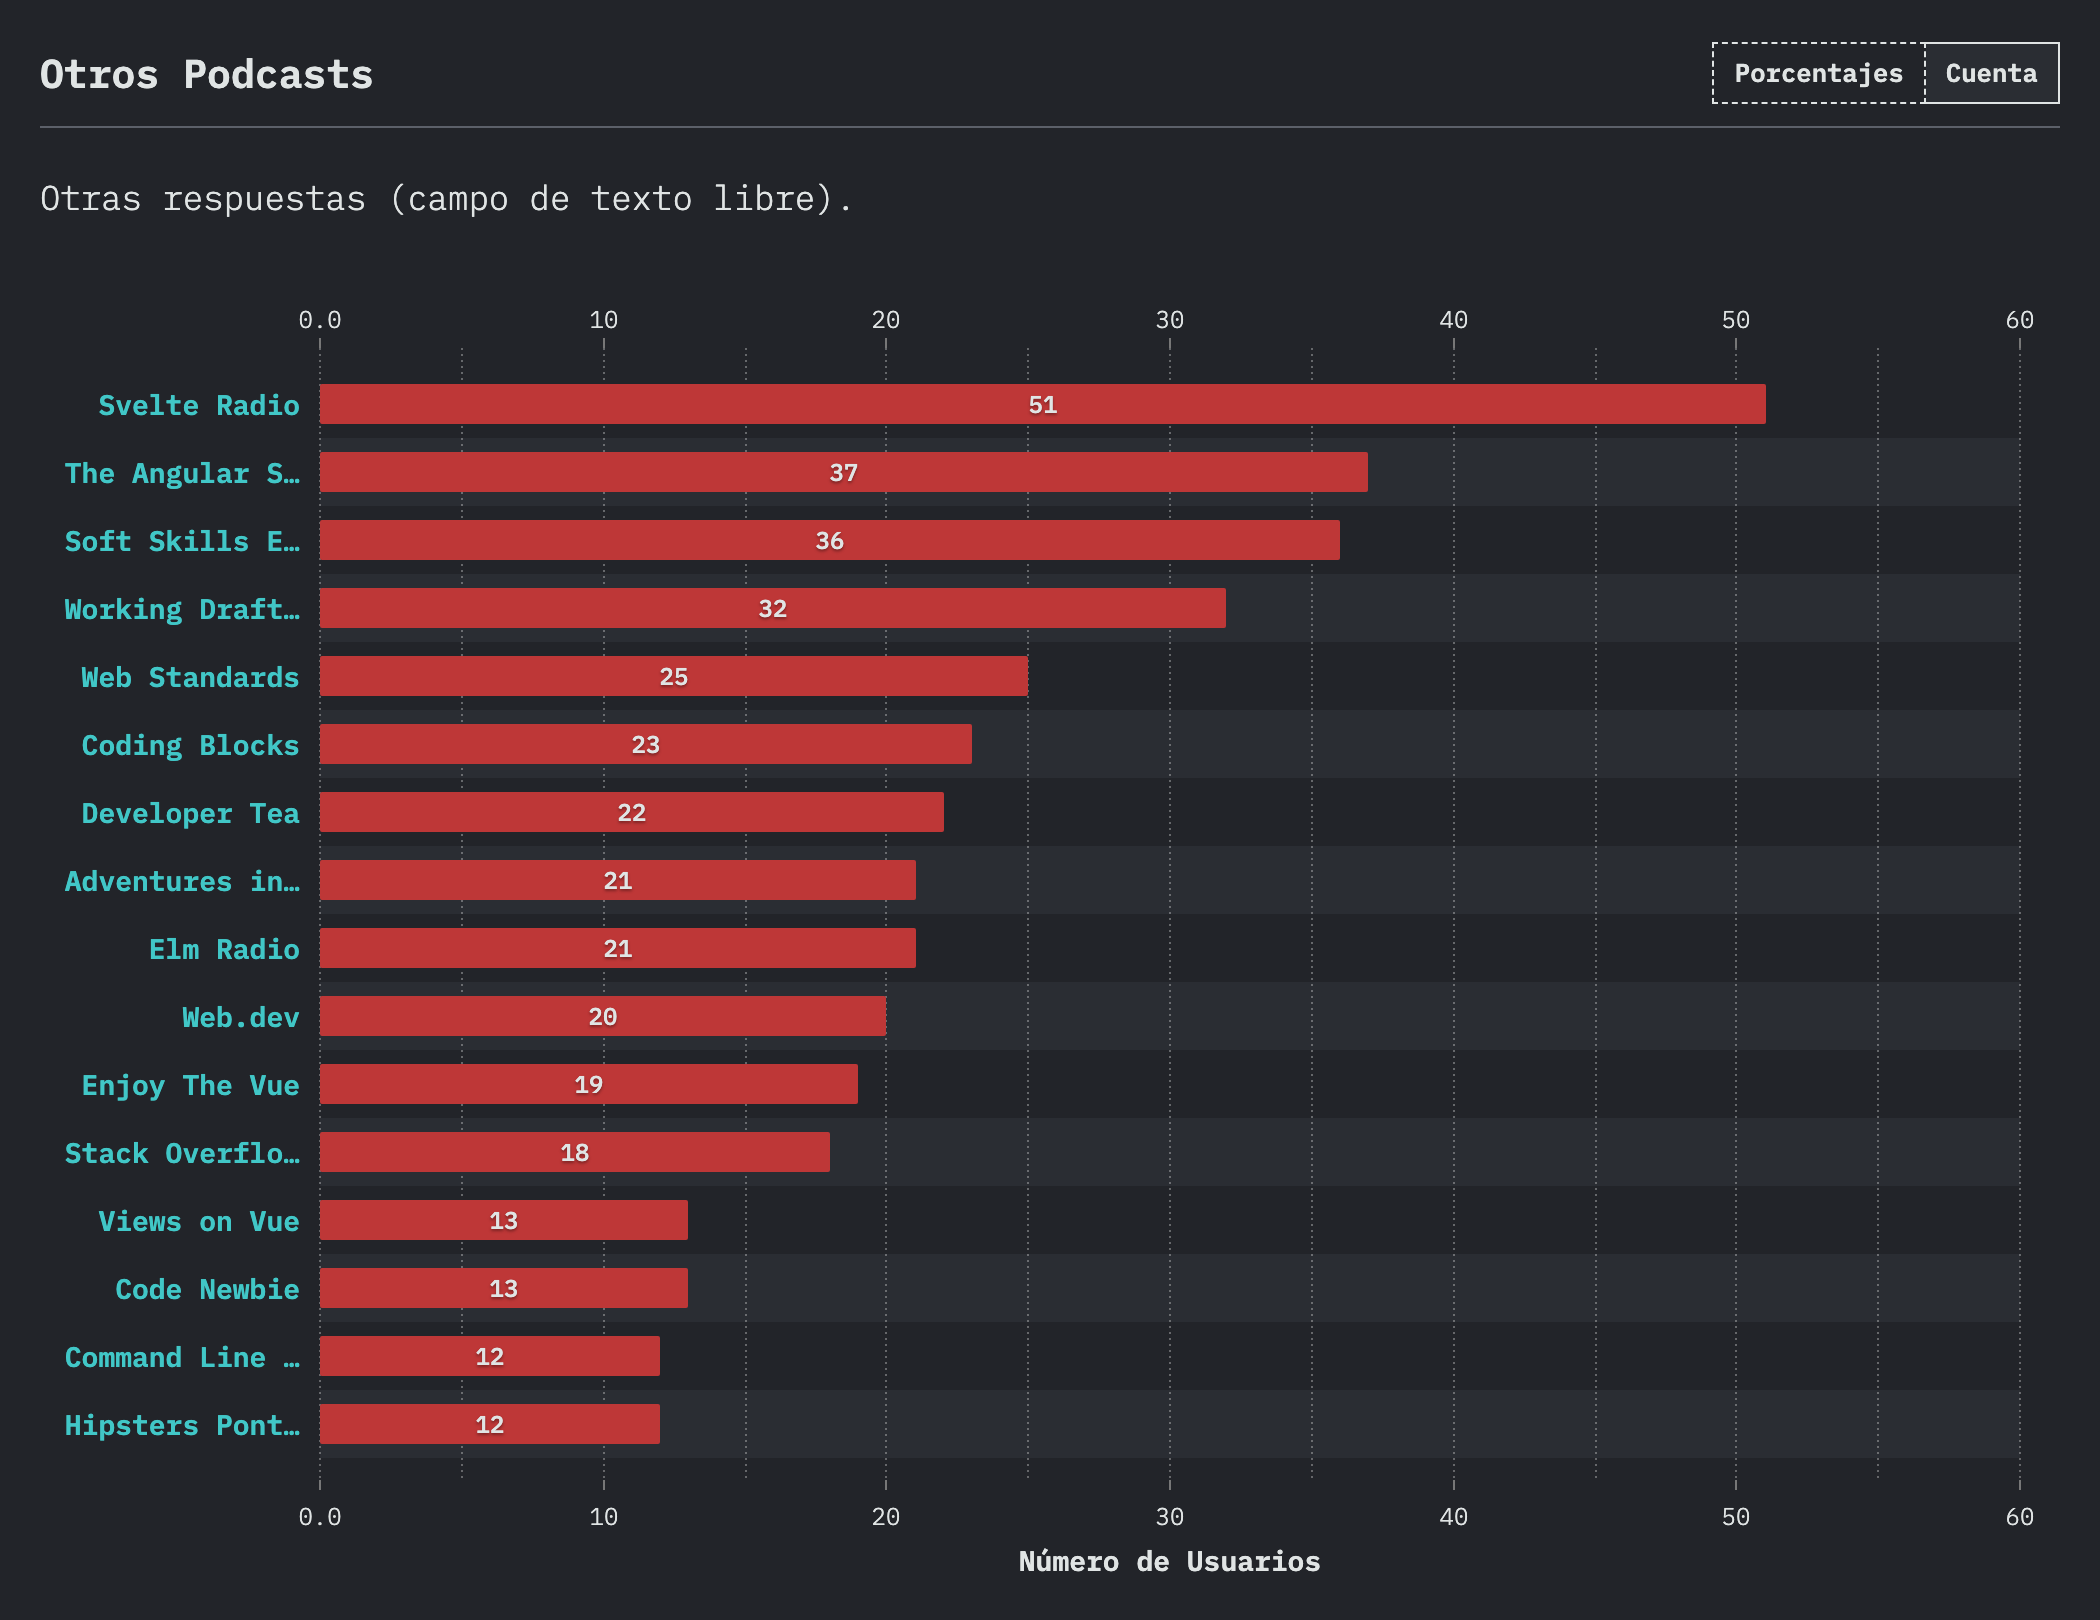 Otros Podcasts
Porcentajes Cuenta
Otras respuestas (campo de texto libre).
0.0 10 20 30 40 50 60
Svelte Radio 51
The Angular S… 37
Soft Skills E… 36
Working Draft… 32
Web Standards 25
Coding Blocks 23
Developer Tea 22
Adventures in… 21
Elm Radio 21
Web.dev 20
Enjoy The Vue 19
Stack Overflo… 18
Views on Vue 13
Code Newbie 13
Command Line … 12
Hipsters Pont… 12
0.0 10 20 30 40 50 60
Número de Usuarios